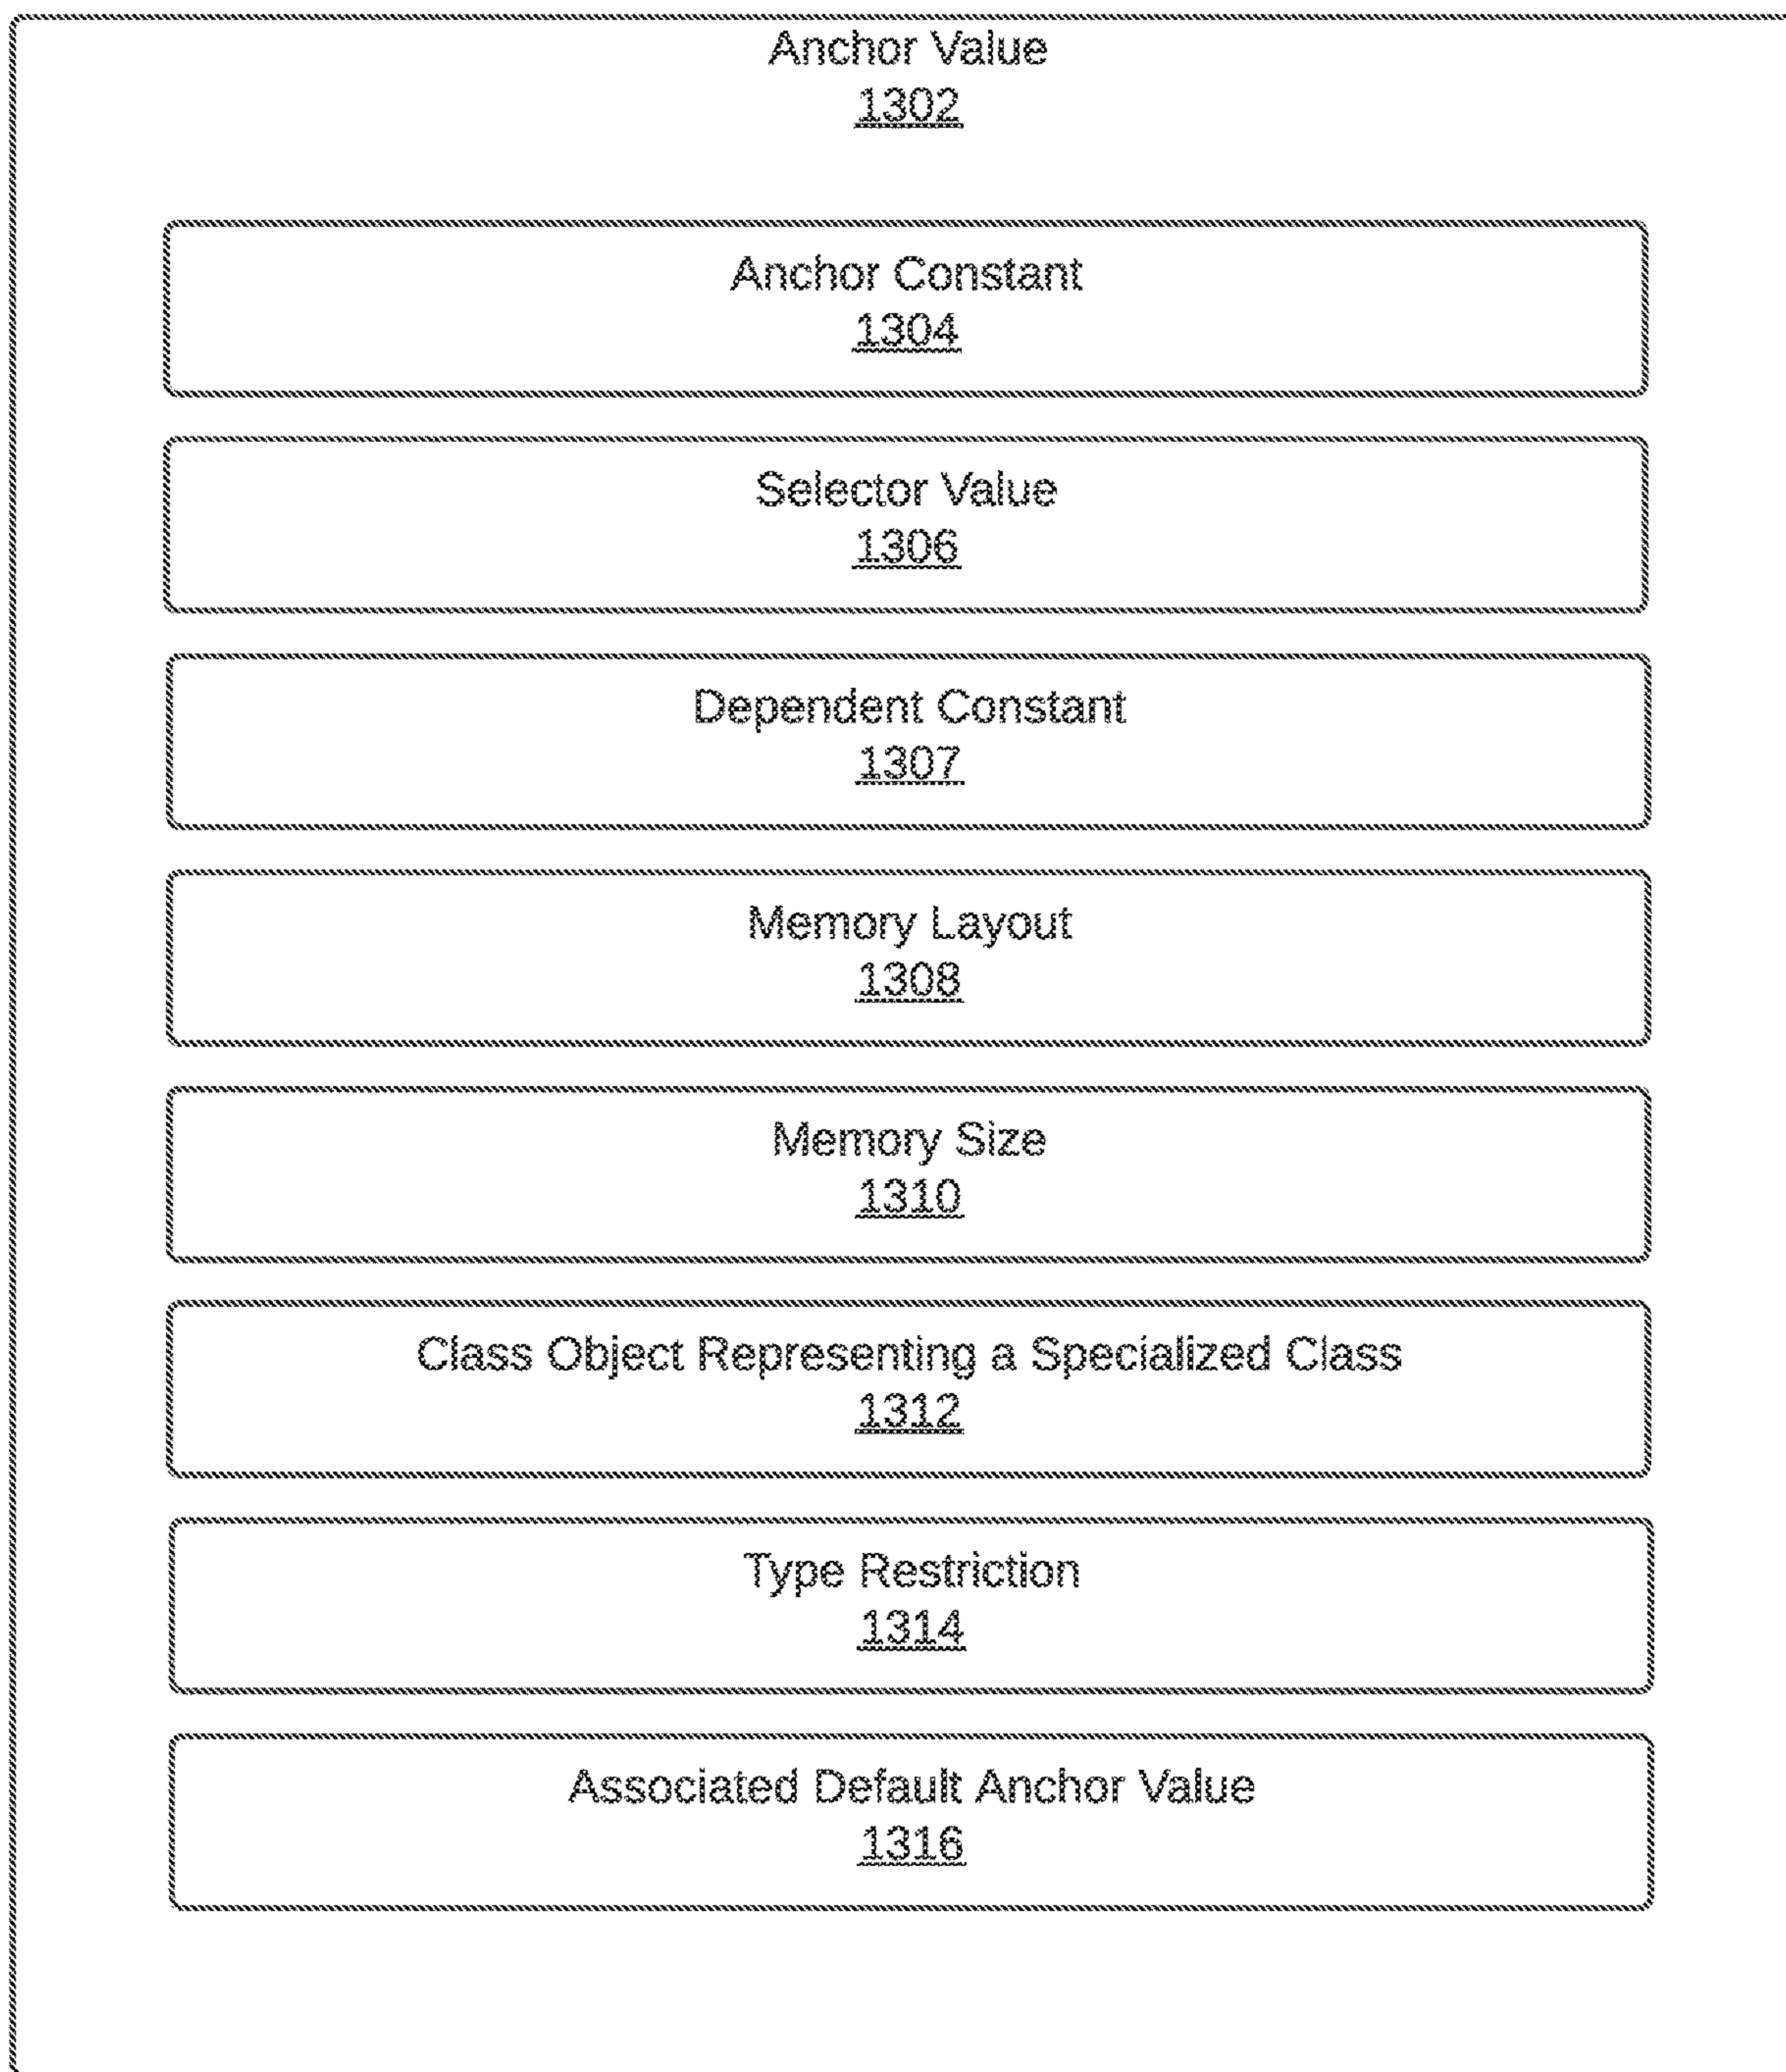 Anchor Value
1302
Anchor Constant
1304
Selector Value
1306
Dependent Constant
1307
Memory Layout
1308
Memory Size
1310
Class Object Representing a Specialized Class
1312
Type Restriction
1314
Associated Default Anchor Value
1316